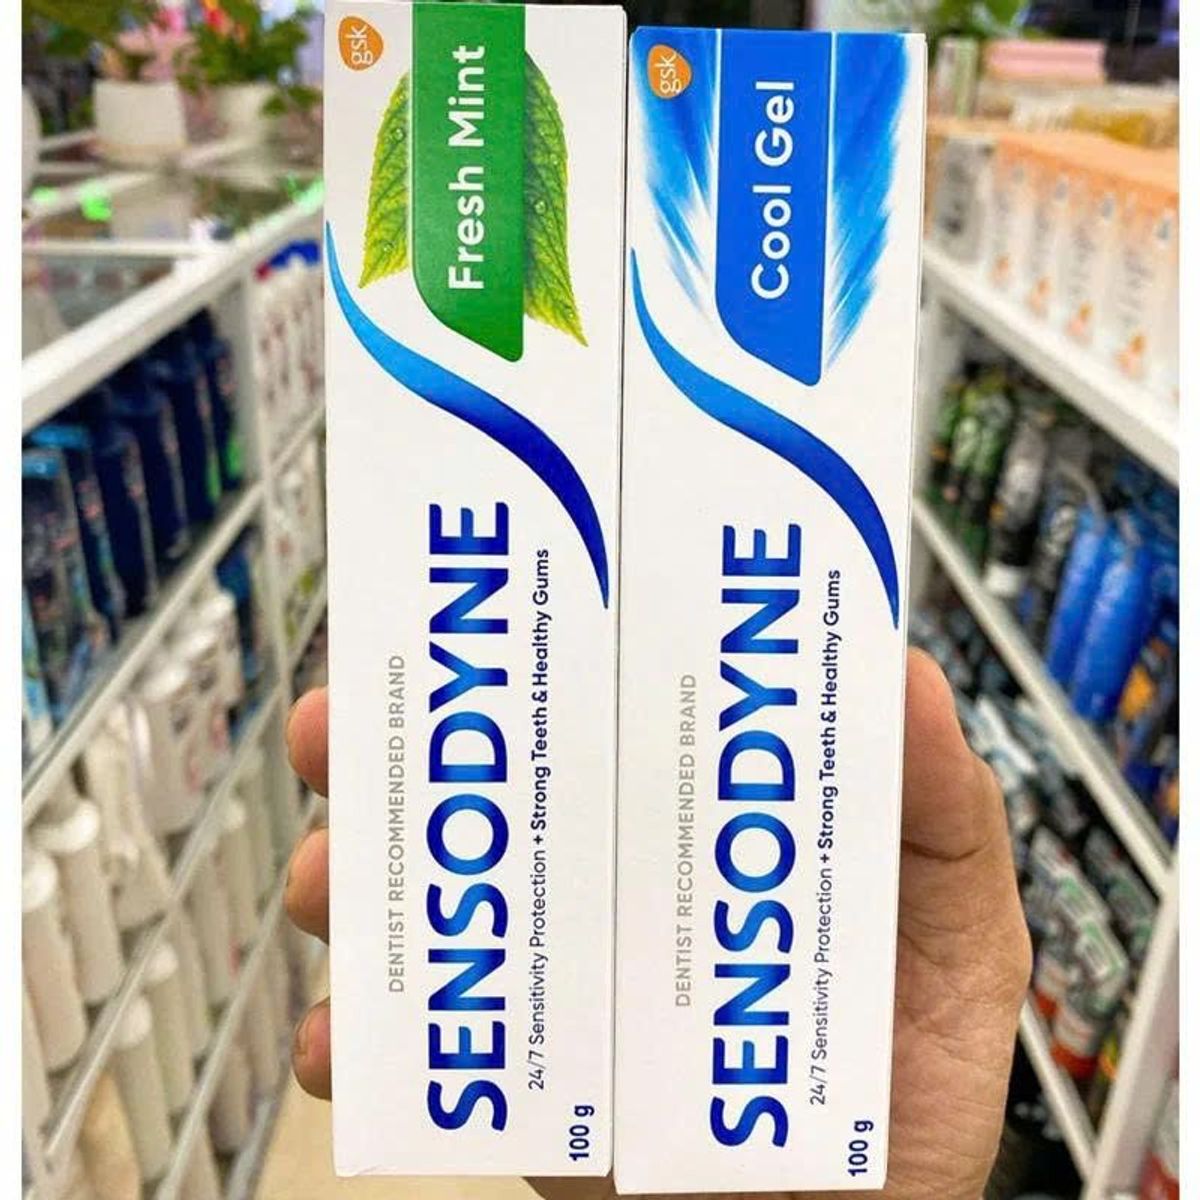 gsk
Fresh Mint
DENTIST RECOMMENDED BRAND
SENSODYNE
24/7 Sensitivity Protection + Strong Teeth & Healthy Gums
100 g
gsk
Cool Gel
DENTIST RECOMMENDED BRAND
SENSODYNE
24/7 Sensitivity Protection + Strong Teeth & Healthy Gums
100 g